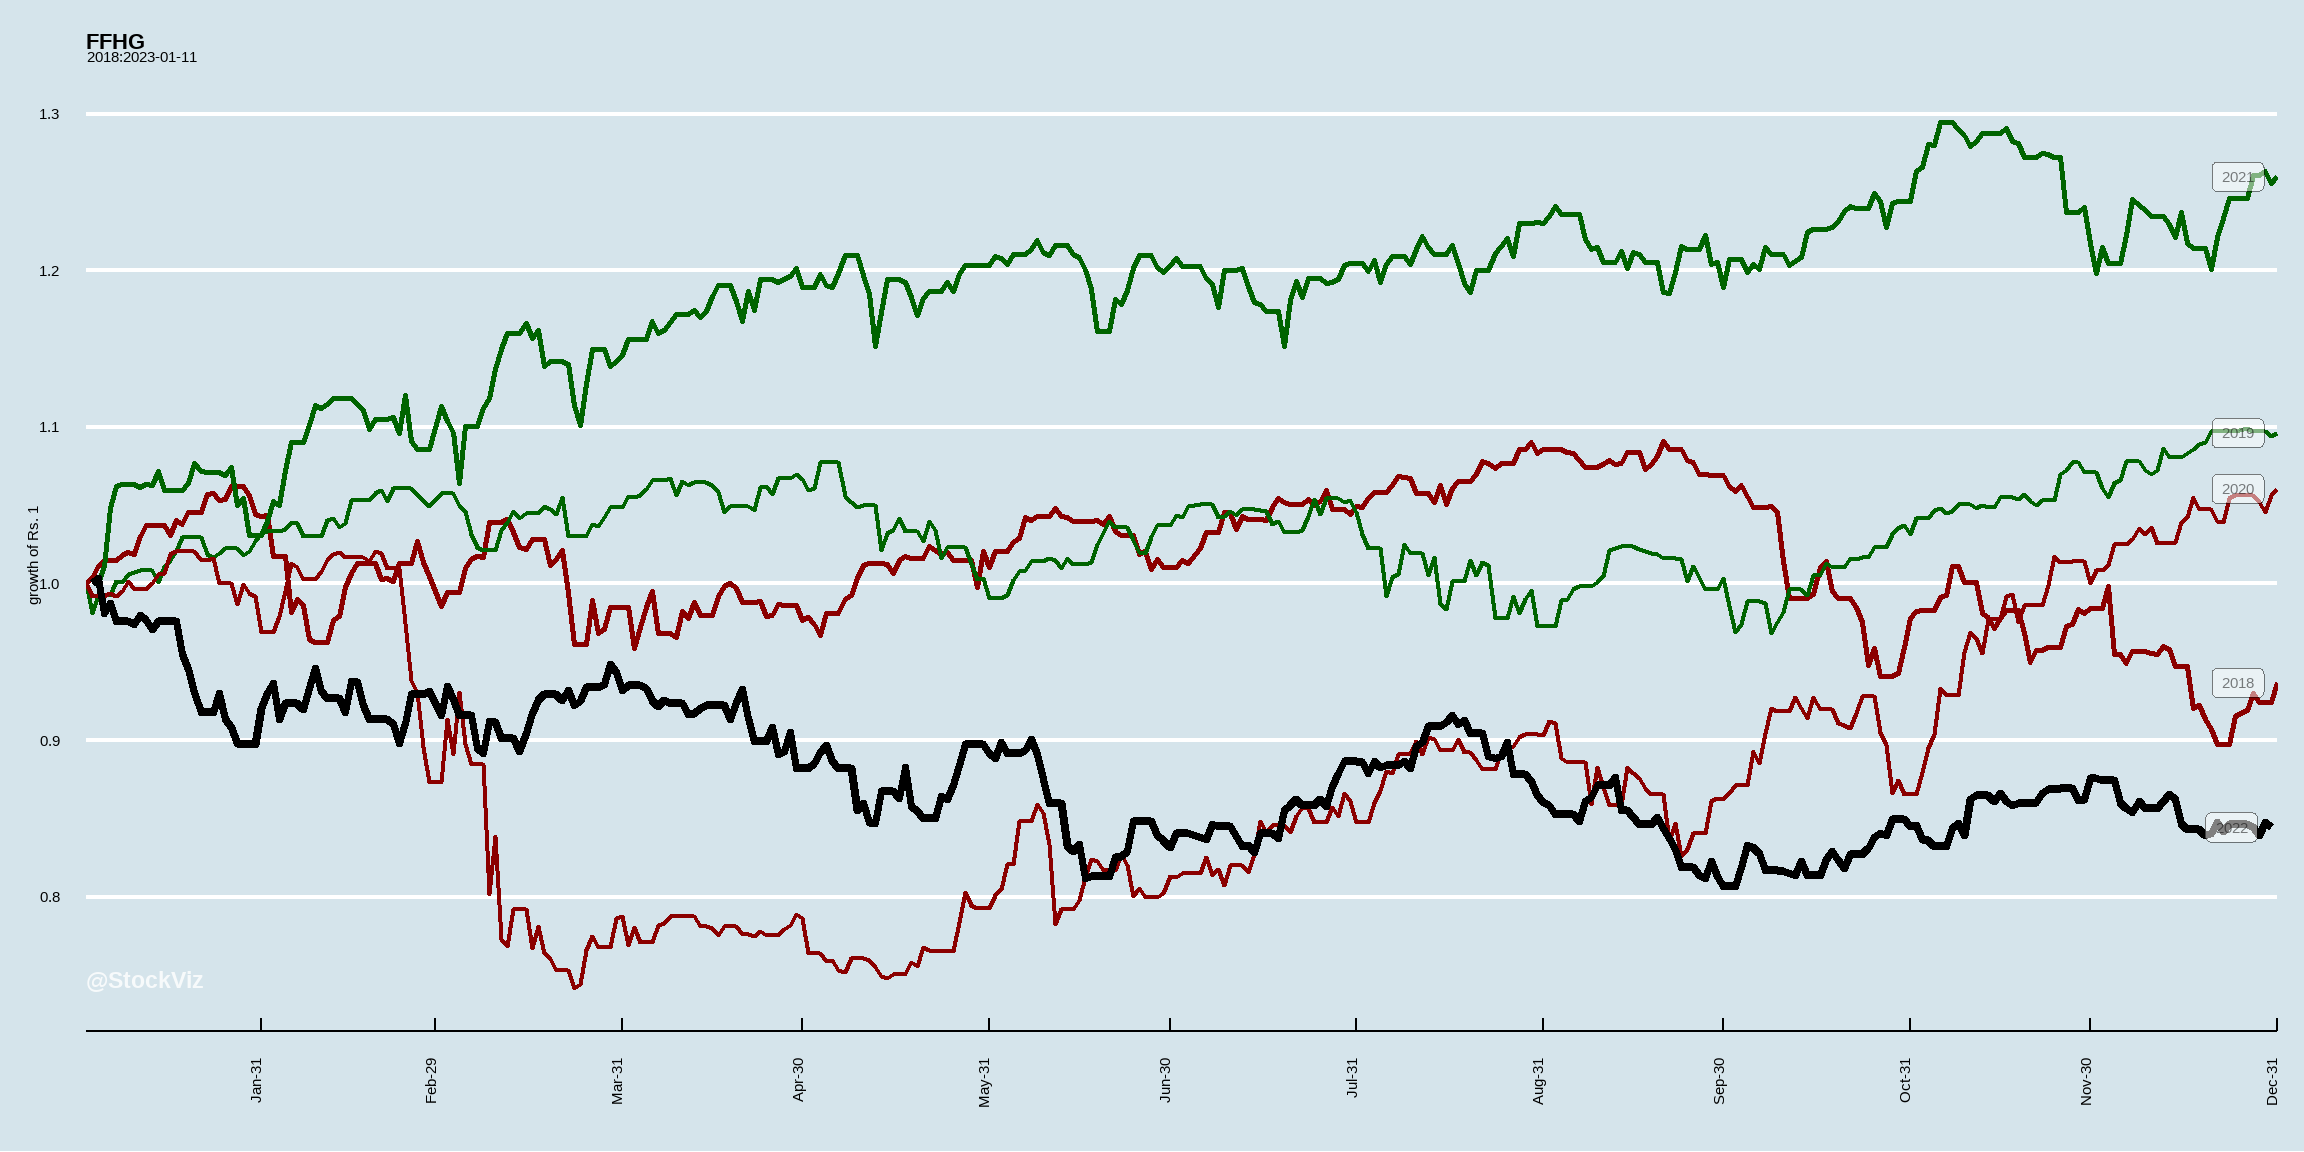 FFHG
2018:2023-01-11
growth of Rs. 1
1.3
1.2
1.1
1.0
0.9
0.8
2021
2019
2020
2018
2022
@StockViz
Jan-31
Feb-29
Mar-31
Apr-30
May-31
Jun-30
Jul-31
Aug-31
Sep-30
Oct-31
Nov-30
Dec-31